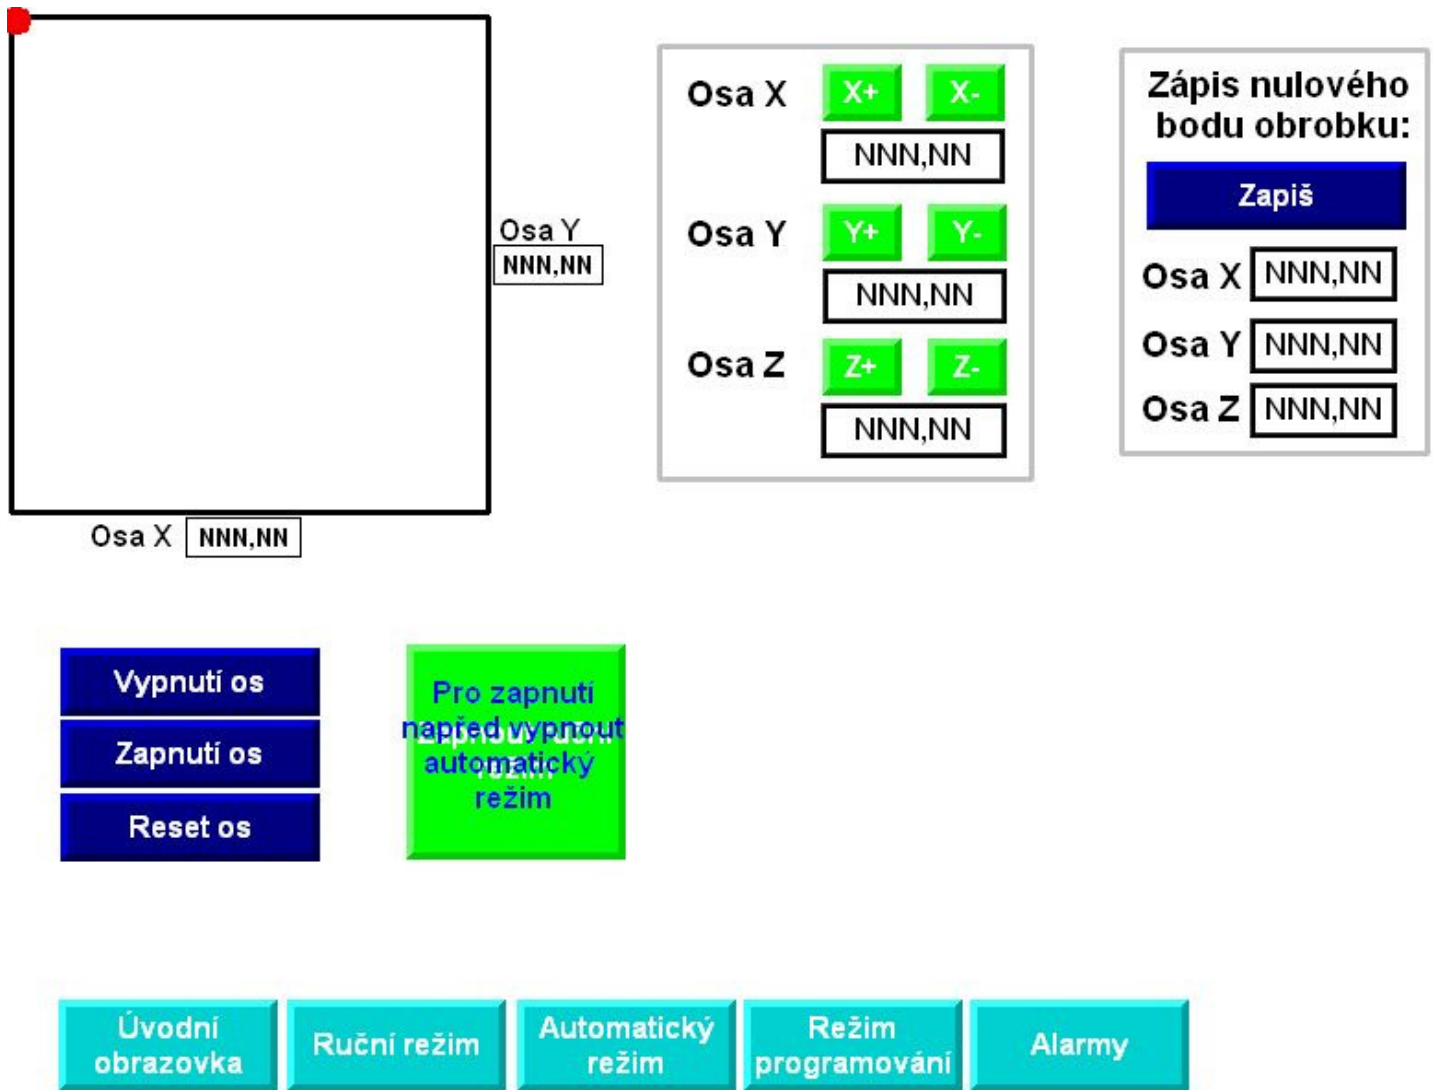 Osa X
X+
X-
NNN,NN
Osa Y
Y+
Y-
NNN,NN
Osa Z
Z+
Z-
NNN,NN
Zápis nulového
bodu obrobku:
Zapiš
Osa X NNN,NN
Osa Y NNN,NN
Osa Z NNN,NN
Osa Y
NNN,NN
Osa X NNN,NN
Vypnutí os
Zapnutí os
Reset os
Pro zapnutí
napřed vypnout
automatický
režim
Úvodní
obrazovka
Ruční režim
Automatický
režim
Režim
programování
Alarmy